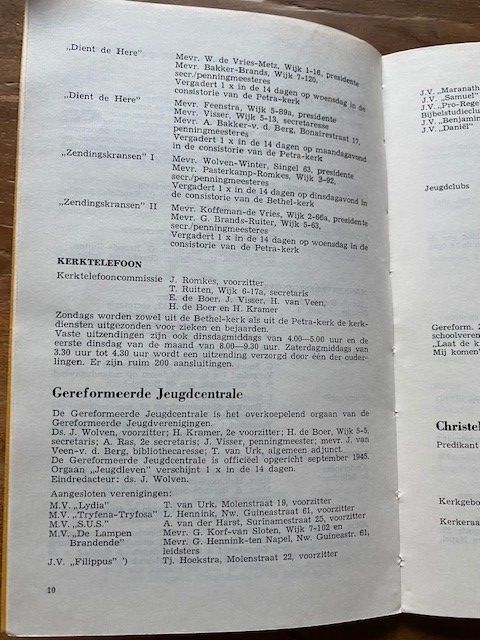 „Dient de Here” Mevr. W. de Vries-Metz, Wijk 1-16, presidente
Mevr. Bakker-Brands, Wijk 7-120,
secr./penningmeesteres
Vergadert 1 x in de 14 dagen op woensdag in de
consistorie van de Petra-kerk
„Dient de Here” Mevr. Feenstra, Wijk 5-89a, presidente
Mevr. Visser, Wijk 5-13, secretaresse
Mevr. A. Bakker-v. d. Berg, Bonairestraat 17,
penningmeesteres
Vergadert 1 x in de 14 dagen op maandagavond
in de consistorie van de Petra-kerk
„Zendingskransen” I Mevr. Wolven-Winter, Singel 63, presidente
Mevr. Pasterkamp-Romkes, Wijk 3-92,
secr./penningmeesteres
Vergadert 1 x in de 14 dagen op dinsdagavond in
de consistorie van de Bethel-kerk
„Zendingskransen” II Mevr. Koffeman-de Vries, Wijk 2-66a, presidente
Mevr. G. Brands-Ruiter, Wijk 5-63,
secr./penningmeesteres
Vergadert 1 x in de 14 dagen op woensdag in de
consistorie van de Petra-kerk
KERKTELEFOON
Kerktelefooncommissie J. Romkes, voorzitter
T. Ruiten, Wijk 6-17a, secretaris
E. de Boer, J. Visser, H. van Veen,
H. de Boer en H. Kramer
Zondags worden zowel uit de Bethel-kerk als uit de Petra-kerk de kerk-
diensten uitgezonden voor zieken en bejaarden.
Vaste uitzendingen zijn ook dinsdagmiddags van 4.00—5.00 uur en de
eerste dinsdag van de maand van 8.00—9.30 uur. Zaterdagmiddags van
3.30 uur tot 4.30 uur wordt een uitzending verzorgd door één der ouder-
lingen. Er zijn ruim 200 aansluitingen.
Gereformeerde Jeugdcentrale
De Gereformeerde Jeugdcentrale is het overkoepelend orgaan van de
Gereformeerde Jeugdverenigingen.
Ds. J. Wolven, voorzitter; H. Kramer, 2e voorzitter; H. de Boer, Wijk 5-5,
secretaris; A. Ras, 2e secretaris; J. Visser, penningmeester; mevr. J. van
Veen-v. d. Berg, bibliothecaresse; T. van Urk, algemeen adjunct.
De Gereformeerde Jeugdcentrale is officiëel opgericht september 1945.
Orgaan „Jeugdleven” verschijnt 1 x in de 14 dagen.
Eindredacteur: ds. J. Wolven.
Aangesloten verenigingen:
M.V. „Lydia” T. van Urk, Molenstraat 19, voorzitter
M.V. „Tryfena-Tryfosa” L. Hennink, Nw. Guineastraat 61, voorzitter
M.V. „S.U.S.” A. van der Harst, Surinamestraat 25, voorzitter
M.V. „De Lampen Mevr. G. Korf-van Sloten, Wijk 7-102 en
Brandende” Mevr. G. Hennink-ten Napel, Nw. Guineastr. 61,
leidsters
J.V. „Filippus” ’) Tj. Hoekstra, Molenstraat 22, voorzitter
10
J.V. „Maranath
J.V. „Samuel”
J.V. „Pro-Rege
Bijbelstudieclu
J.V. „Benjamin
J.V. „Daniël”
Jeugdclubs
Gereform.
schoolveren
„Laat de k
Mij komen”
Christel
Predikant
Kerkgebo
Kerkeraa